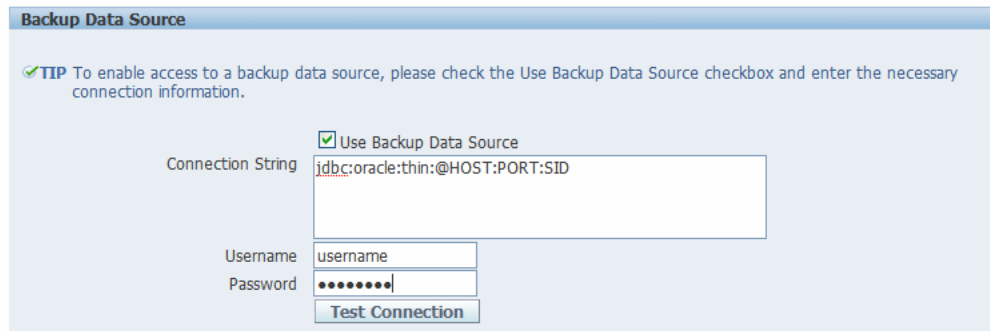 Backup Data Source
TIP To enable access to a backup data source, please check the Use Backup Data Source checkbox and enter the necessary
connection information.
Use Backup Data Source
Connection String jdbc:oracle:thin:@HOST:PORT:SID
Username username
Password ••••••••
Test Connection